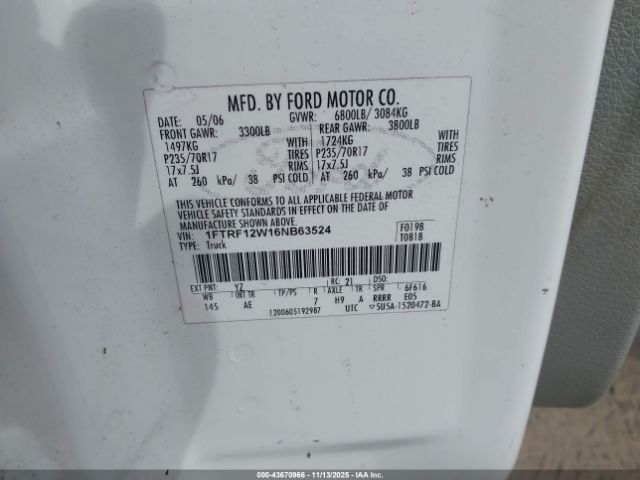 MFD. BY FORD MOTOR CO.
DATE: 05/06 GVWR: 6800LB/ 3084KG
FRONT GAWR: 3300LB REAR GAWR: 3800LB
1497KG WITH 1724KG WITH
P235/70R17 TIRES P235/70R17 TIRES
17x7.5J RIMS 17x7.5J RIMS
AT 260 kPa/ 38 PSI COLD AT 260 kPa/ 38 PSI COLD
THIS VEHICLE CONFORMS TO ALL APPLICABLE FEDERAL MOTOR
VEHICLE SAFETY STANDARDS IN EFFECT ON THE DATE OF
MANUFACTURE SHOWN ABOVE.
VIN: 1FTRF12W16NB63524 F0198
TYPE: Truck T0818
EXT PNT: YZ RC: 21 DSO:
WB INT TR TP/PS R AXLE TR SPR 6F616
145 AE 7 H9 A RRRR E05
1200605192987 UTC ▽5U5A-1520472-BA
000-43670966 - 11/13/2025 - IAAI.COM